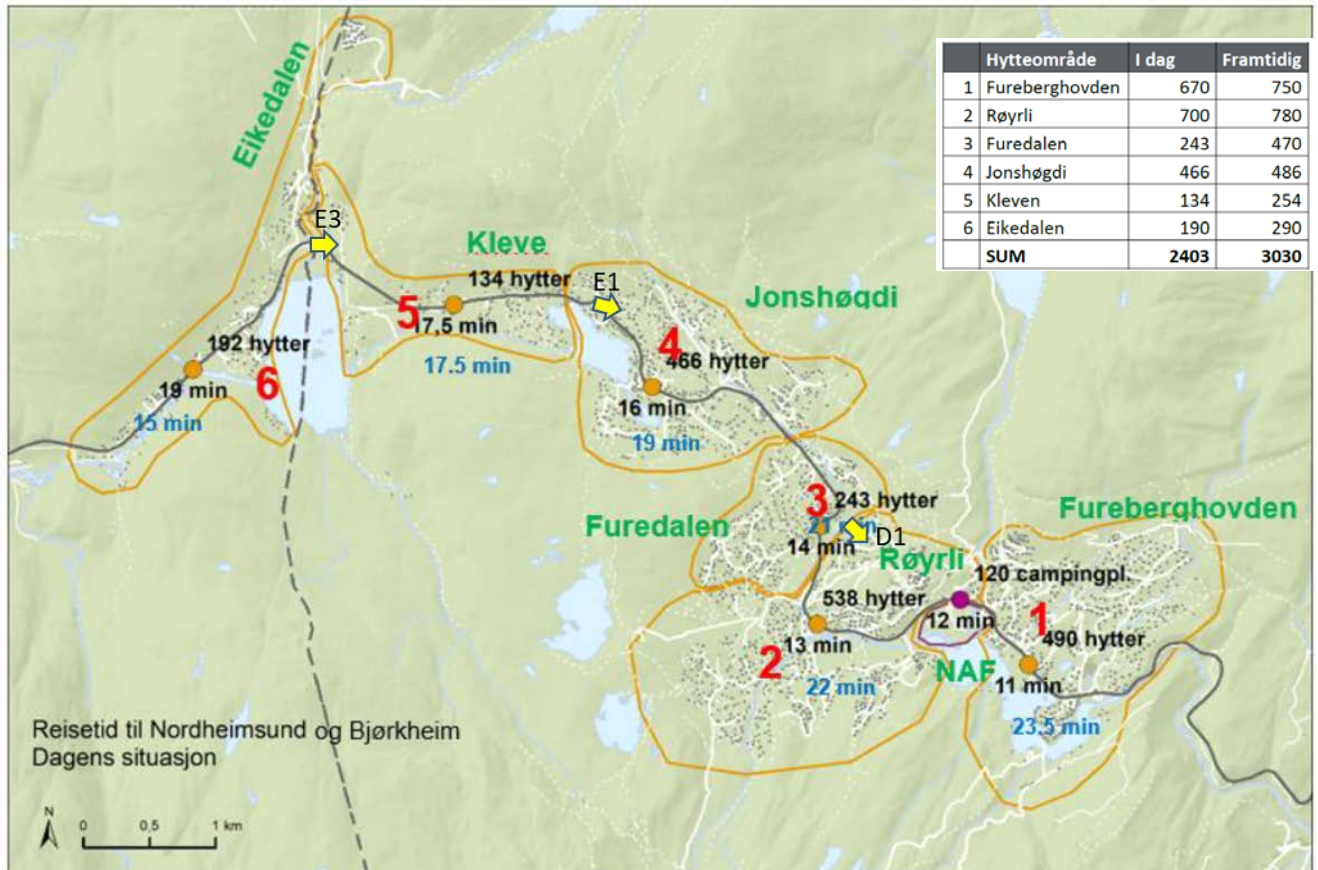 Hytteområde I dag Framtidig
1 Fureberghovden 670 750
2 Røyrli 700 780
3 Furedalen 243 470
4 Jonshøgdi 466 486
5 Kleven 134 254
6 Eikedalen 190 290
SUM 2403 3030
Eikedalen
E3
Kleve
134 hytter
E1
Jonshøgdi
5
17,5 min
17.5 min
4
466 hytter
192 hytter
19 min
6
15 min
16 min
19 min
3
243 hytter
Furedalen
21 min
14 min
D1
Røyrli
Fureberghovden
120 campingpl.
538 hytter
12 min
1
490 hytter
13 min
2
22 min
NAF
11 min
23.5 min
Reisetid til Nordheimsund og Bjørkheim
Dagens situasjon
N
0 0,5 1 km